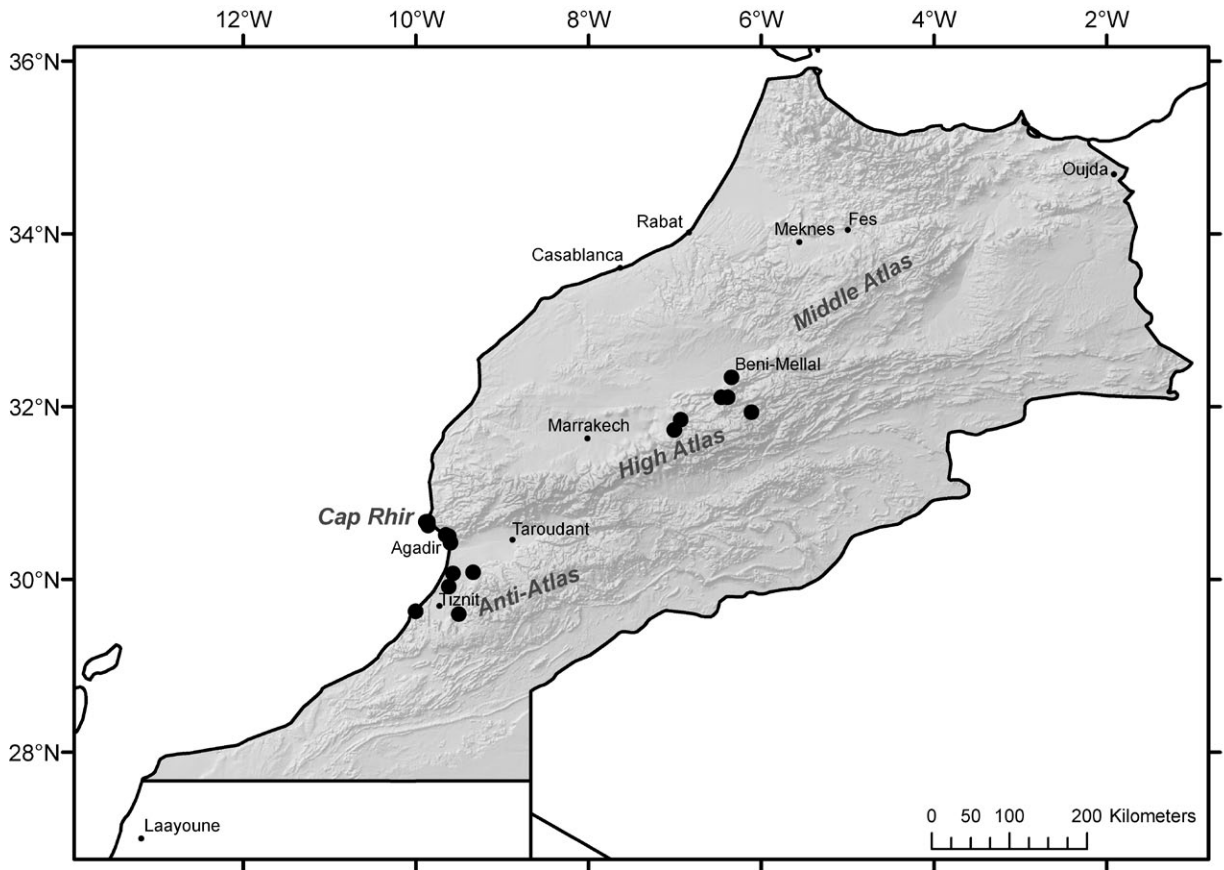 12°W 10°W 8°W 6°W 4°W 2°W
36°N
Oujda
34°N
Rabat
Meknes
Fes
Casablanca
Middle Atlas
Beni-Mellal
32°N
Marrakech
High Atlas
Cap Rhir
Taroudant
Agadir
30°N
Anti-Atlas
Tiznit
28°N
Laayoune
0 50 100 200 Kilometers